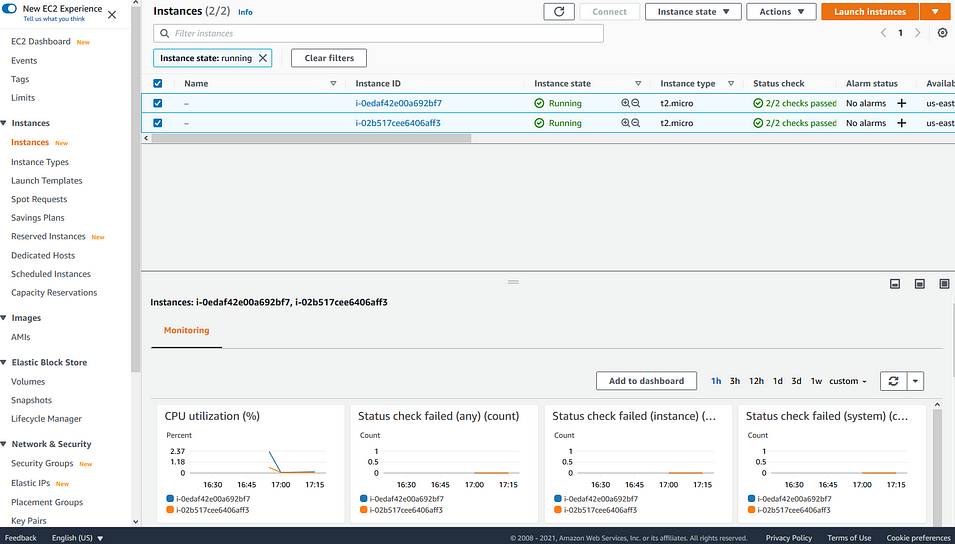 New EC2 Experience
Tell us what you think
EC2 Dashboard New
Events
Tags
Limits
Instances
Instances New
Instance Types
Launch Templates
Spot Requests
Savings Plans
Reserved Instances New
Dedicated Hosts
Scheduled Instances
Capacity Reservations
Images
AMIs
Elastic Block Store
Volumes
Snapshots
Lifecycle Manager
Network & Security
Security Groups New
Elastic IPs New
Placement Groups
Key Pairs
Instances (2/2) Info
Connect
Instance state
Actions
Launch instances
Filter instances
1
Instance state: running
Clear filters
Name Instance ID Instance state Instance type Status check Alarm status Availab
– i-0edaf42e00a692bf7 Running t2.micro 2/2 checks passed No alarms + us-east
– i-02b517cee6406aff3 Running t2.micro 2/2 checks passed No alarms + us-east
Instances: i-0edaf42e00a692bf7, i-02b517cee6406aff3
Monitoring
Add to dashboard 1h 3h 12h 1d 3d 1w custom
CPU utilization (%)
Percent
2.37
1.18
0
16:30 16:45 17:00 17:15
i-0edaf42e00a692bf7
i-02b517cee6406aff3
Status check failed (any) (count)
Count
1
0.5
0
16:30 16:45 17:00 17:15
i-0edaf42e00a692bf7
i-02b517cee6406aff3
Status check failed (instance) (...
Count
1
0.5
0
16:30 16:45 17:00 17:15
i-0edaf42e00a692bf7
i-02b517cee6406aff3
Status check failed (system) (c...
Count
1
0.5
0
16:30 16:45 17:00 17:15
i-0edaf42e00a692bf7
i-02b517cee6406aff3
Feedback English (US) © 2008 - 2021, Amazon Web Services, Inc. or its affiliates. All rights reserved. Privacy Policy Terms of Use Cookie preferences